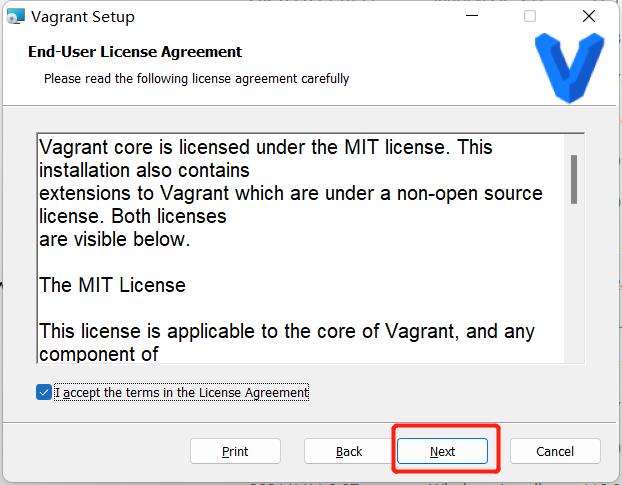 Vagrant Setup
End-User License Agreement
Please read the following license agreement carefully
Vagrant core is licensed under the MIT license. This
installation also contains
extensions to Vagrant which are under a non-open source
license. Both licenses
are visible below.
The MIT License
This license is applicable to the core of Vagrant, and any
component of
I accept the terms in the License Agreement
Print
Back
Next
Cancel